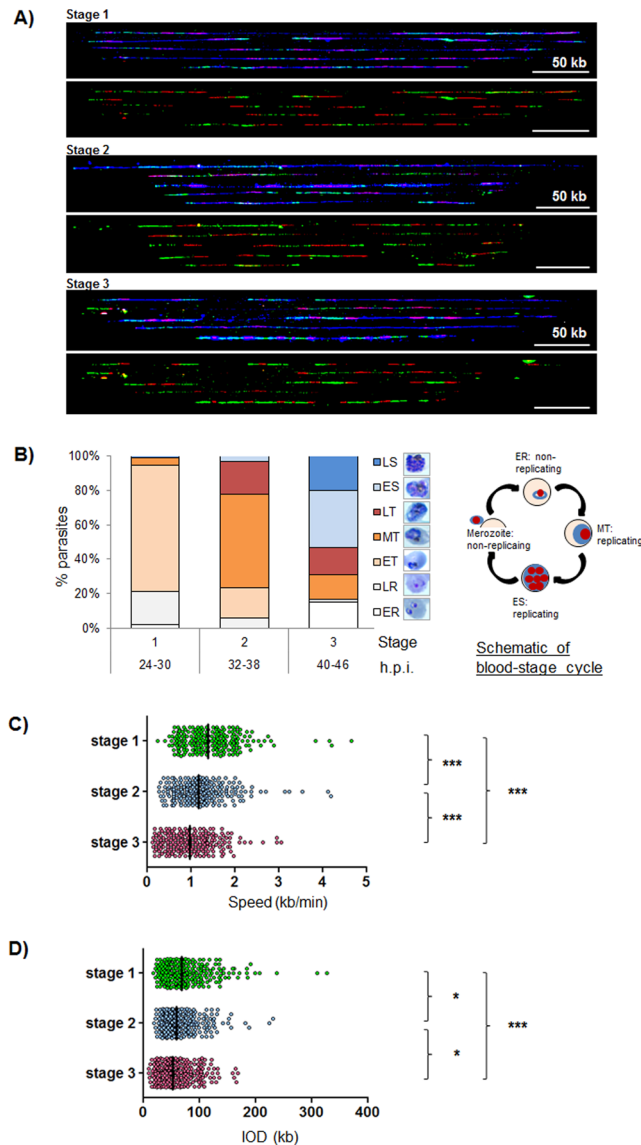 A)
Stage 1
50 kb
Stage 2
50 kb
Stage 3
50 kb
B)
% parasites
100%
80%
60%
40%
20%
0%
1 2 3 Stage
24-30 32-38 40-46 h.p.i.
LS
ES
LT
MT
ET
LR
ER
ER: non-
replicating
MT:
replicating
ES:
replicating
Merozoite:
non-replicaing
Schematic of
blood-stage cycle
C)
stage 1
stage 2
stage 3
0 1 2 3 4 5
Speed (kb/min)
***
***
***
D)
stage 1
stage 2
stage 3
0 100 200 300 400
IOD (kb)
*
*
***